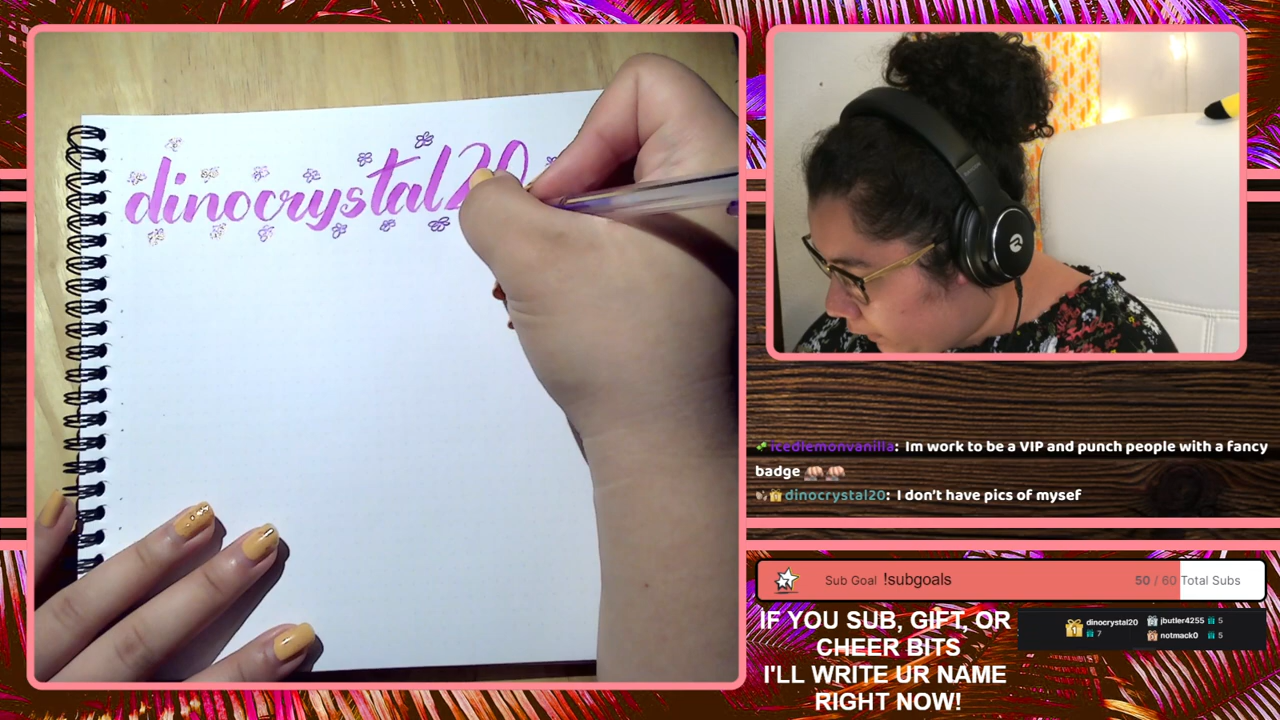 dinocrystal20
icedlemonvanilla: Im work to be a VIP and punch people with a fancy
badge
dinocrystal20: I don't have pics of mysef
Sub Goal !subgoals 50 / 60 Total Subs
IF YOU SUB, GIFT, OR
CHEER BITS
I'LL WRITE UR NAME
RIGHT NOW!
1 dinocrystal20
7
jbutler4255 5
notmack0 5